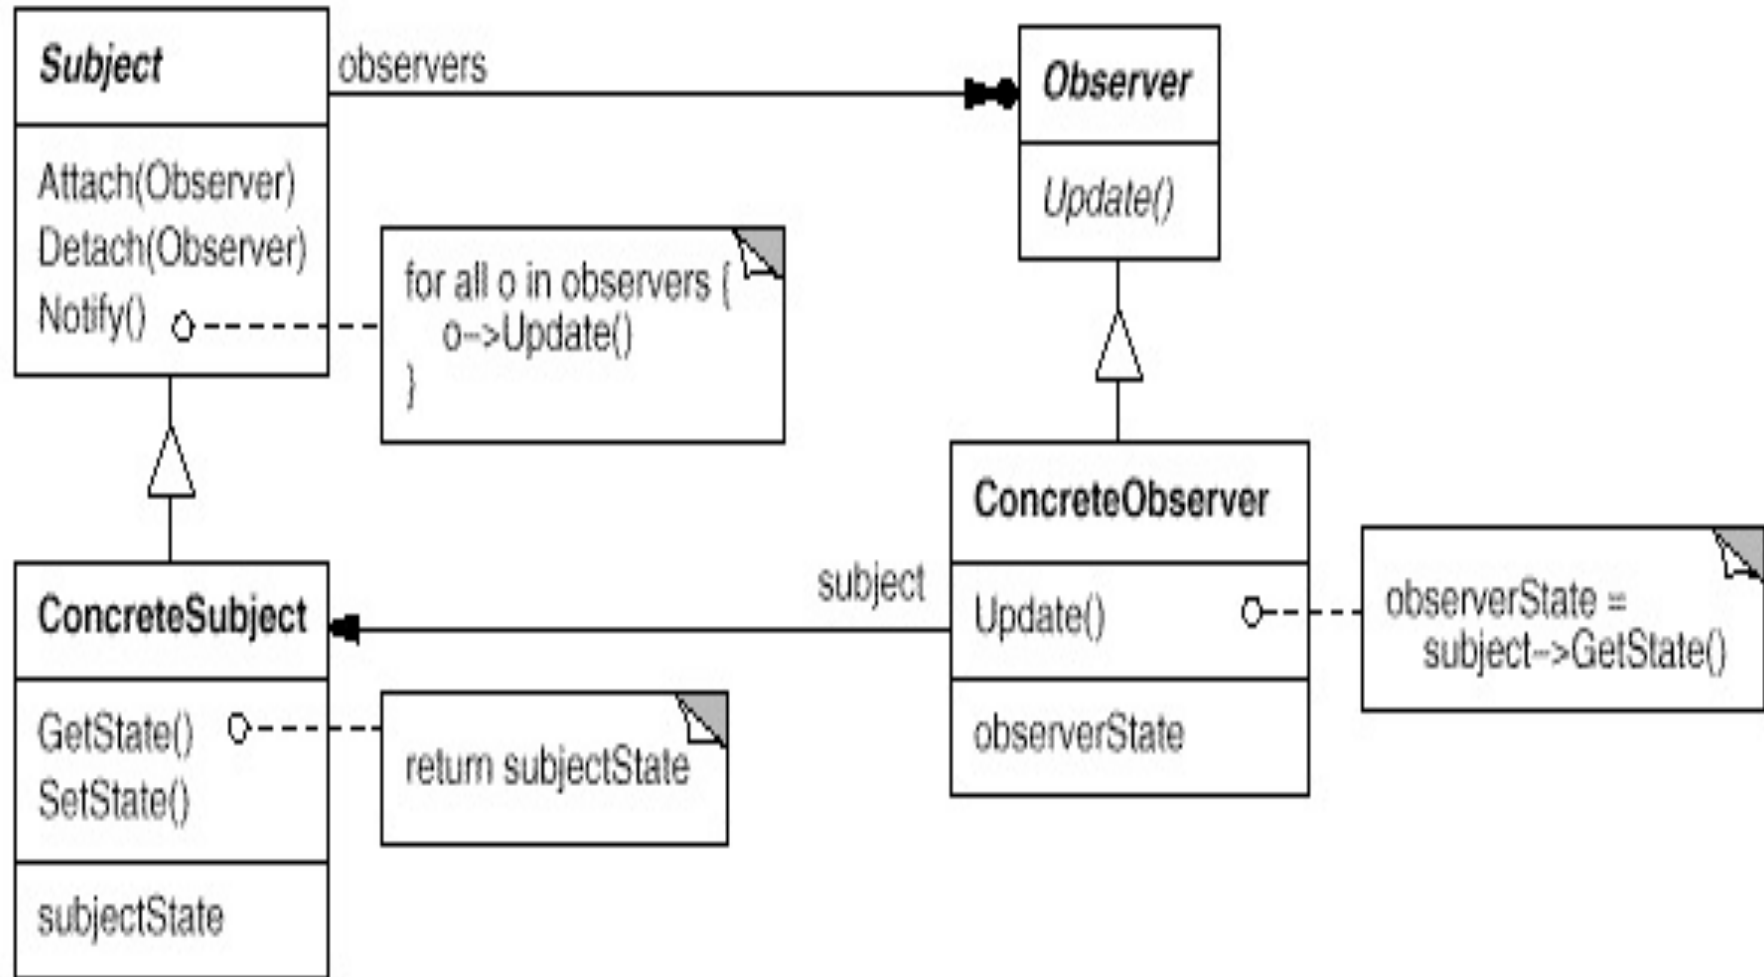 Subject
observers
Attach(Observer)
Detach(Observer)
Notify()
for all o in observers {
o->Update()
}
Observer
Update()
ConcreteSubject
GetState()
SetState()
subjectState
return subjectState
subject
ConcreteObserver
Update()
observerState
observerState =
subject->GetState()